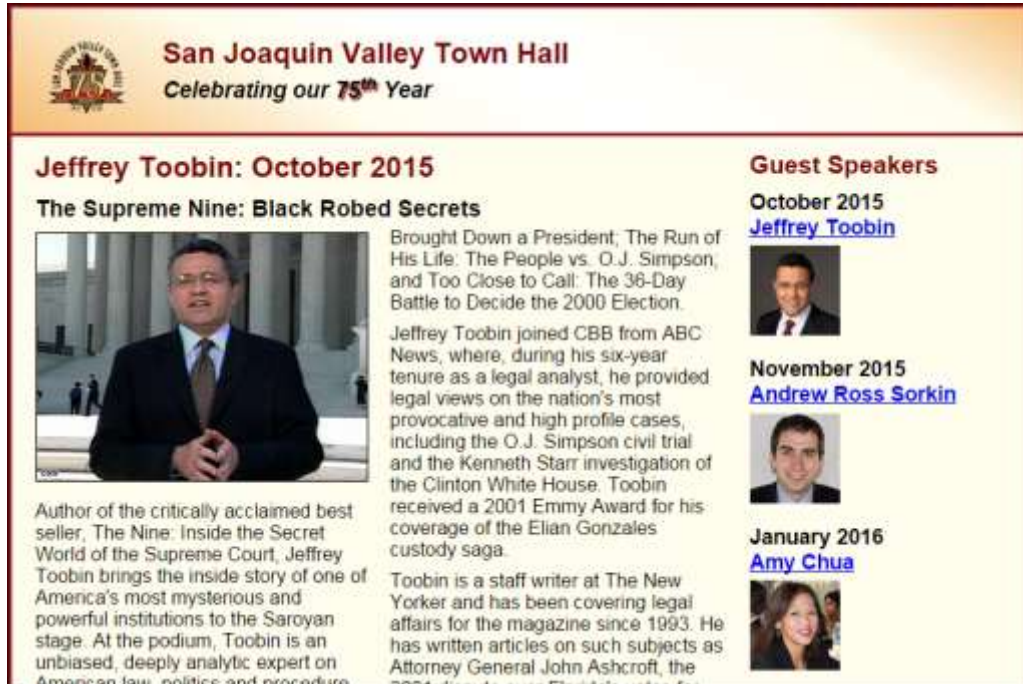 San Joaquin Valley Town Hall
Celebrating our 75th Year
Jeffrey Toobin: October 2015
The Supreme Nine: Black Robed Secrets
Author of the critically acclaimed best
seller, The Nine: Inside the Secret
World of the Supreme Court, Jeffrey
Toobin brings the inside story of one of
America's most mysterious and
powerful institutions to the Saroyan
stage. At the podium, Toobin is an
unbiased, deeply analytic expert on
American law, politics and procedure
Brought Down a President; The Run of
His Life: The People vs. O.J. Simpson;
and Too Close to Call: The 36-Day
Battle to Decide the 2000 Election.
Jeffrey Toobin joined CBB from ABC
News, where, during his six-year
tenure as a legal analyst, he provided
legal views on the nation's most
provocative and high profile cases,
including the O.J. Simpson civil trial
and the Kenneth Starr investigation of
the Clinton White House. Toobin
received a 2001 Emmy Award for his
coverage of the Elian Gonzales
custody saga.
Toobin is a staff writer at The New
Yorker and has been covering legal
affairs for the magazine since 1993. He
has written articles on such subjects as
Attorney General John Ashcroft, the
Guest Speakers
October 2015
Jeffrey Toobin
November 2015
Andrew Ross Sorkin
January 2016
Amy Chua